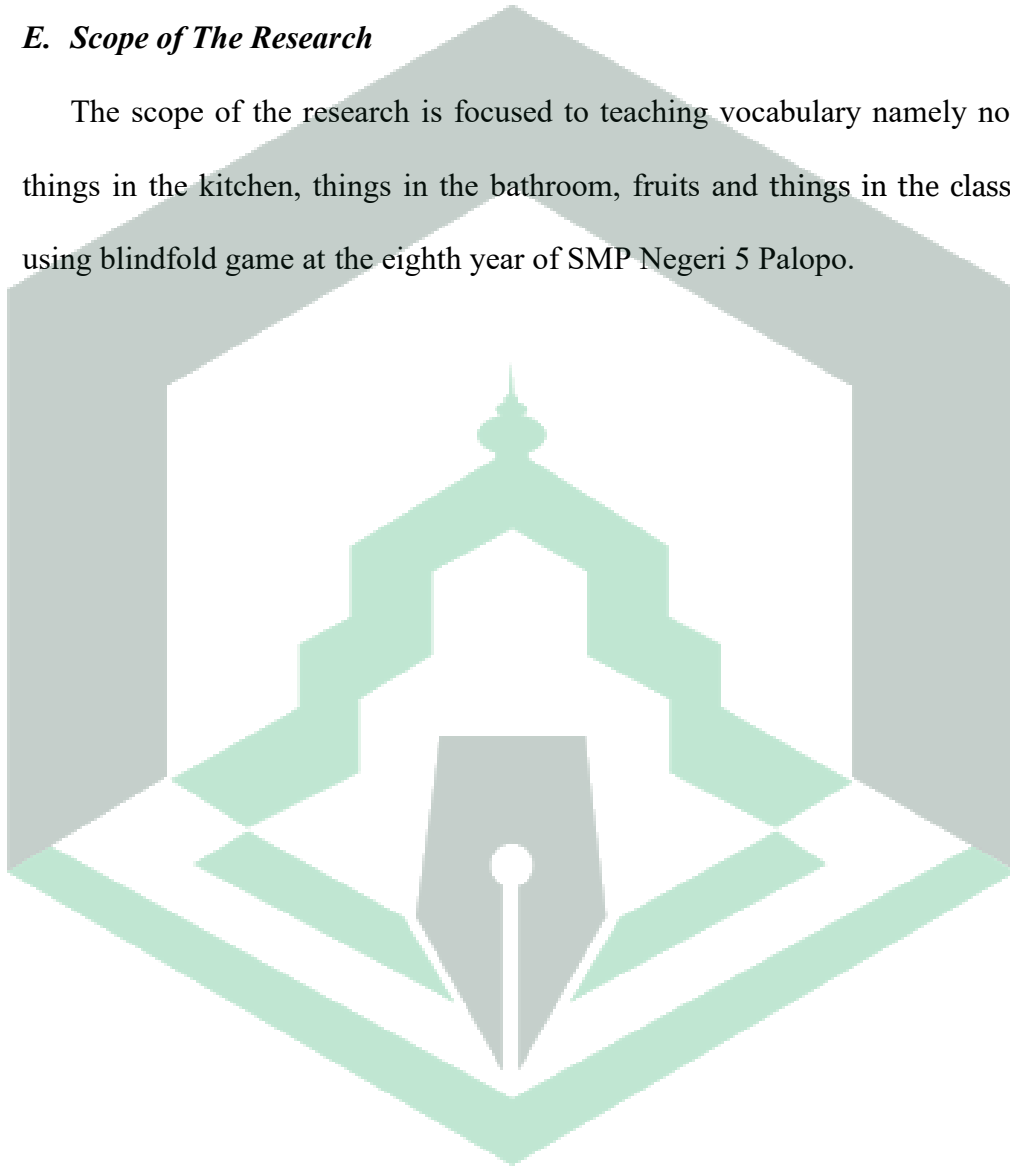 E. Scope of The Research
The scope of the research is focused to teaching vocabulary namely no
things in the kitchen, things in the bathroom, fruits and things in the class
using blindfold game at the eighth year of SMP Negeri 5 Palopo.